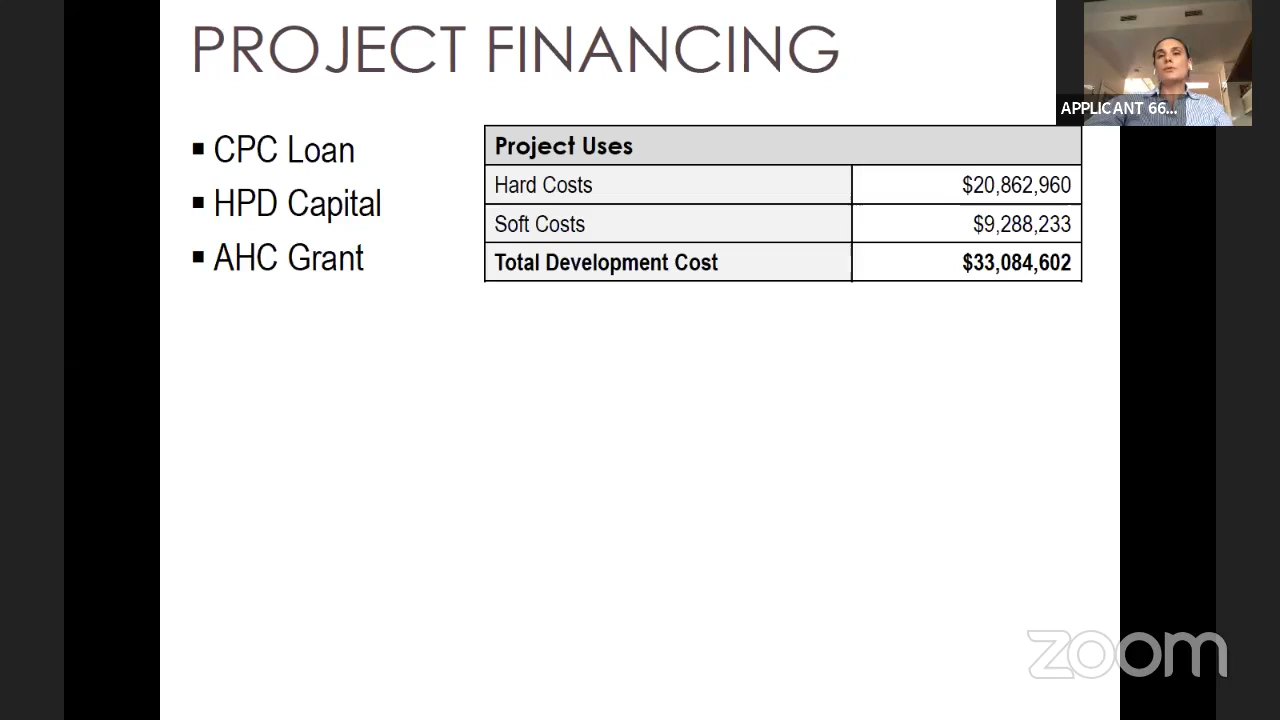 PROJECT FINANCING
APPLICANT 66...
▪ CPC Loan
▪ HPD Capital
▪ AHC Grant
Project Uses
Hard Costs $20,862,960
Soft Costs $9,288,233
Total Development Cost $33,084,602
zoom